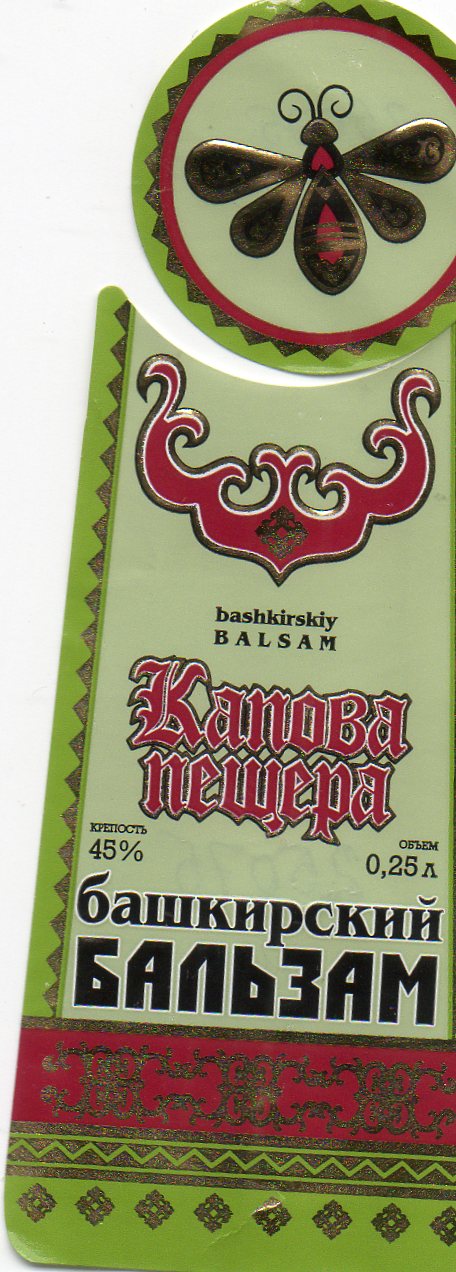 bashkirskiy
BALSAM
Капова
пещера
КРЕПОСТЬ
45%
ОБЪЕМ
0,25 л
башкирский
БАЛЬЗАМ